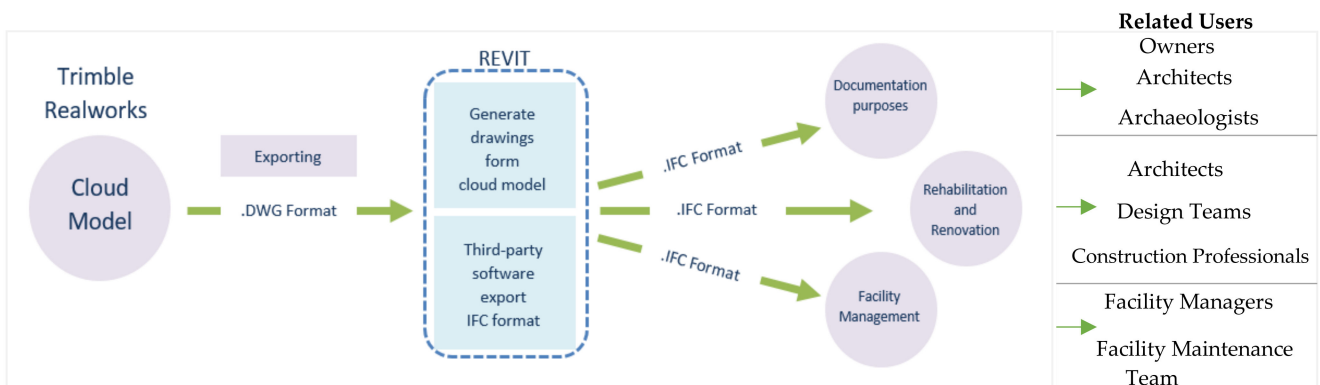 Trimble
Realworks
Cloud
Model
Exporting
.DWG Format
REVIT
Generate
drawings
form
cloud model
Third-party
software
export
IFC format
.IFC Format
.IFC Format
.IFC Format
Documentation
purposes
Rehabilitation
and
Renovation
Facility
Management
Related Users
Owners
Architects
Archaeologists
Architects
Design Teams
Construction Professionals
Facility Managers
Facility Maintenance
Team